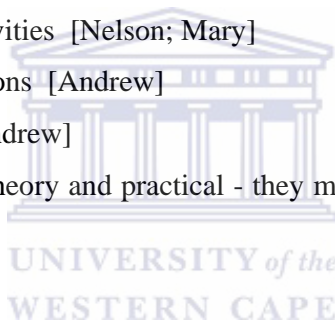 vities [Nelson; Mary]
ons [Andrew]
ndrew]
heory and practical - they m
UNIVERSITY of the
WESTERN CAPE